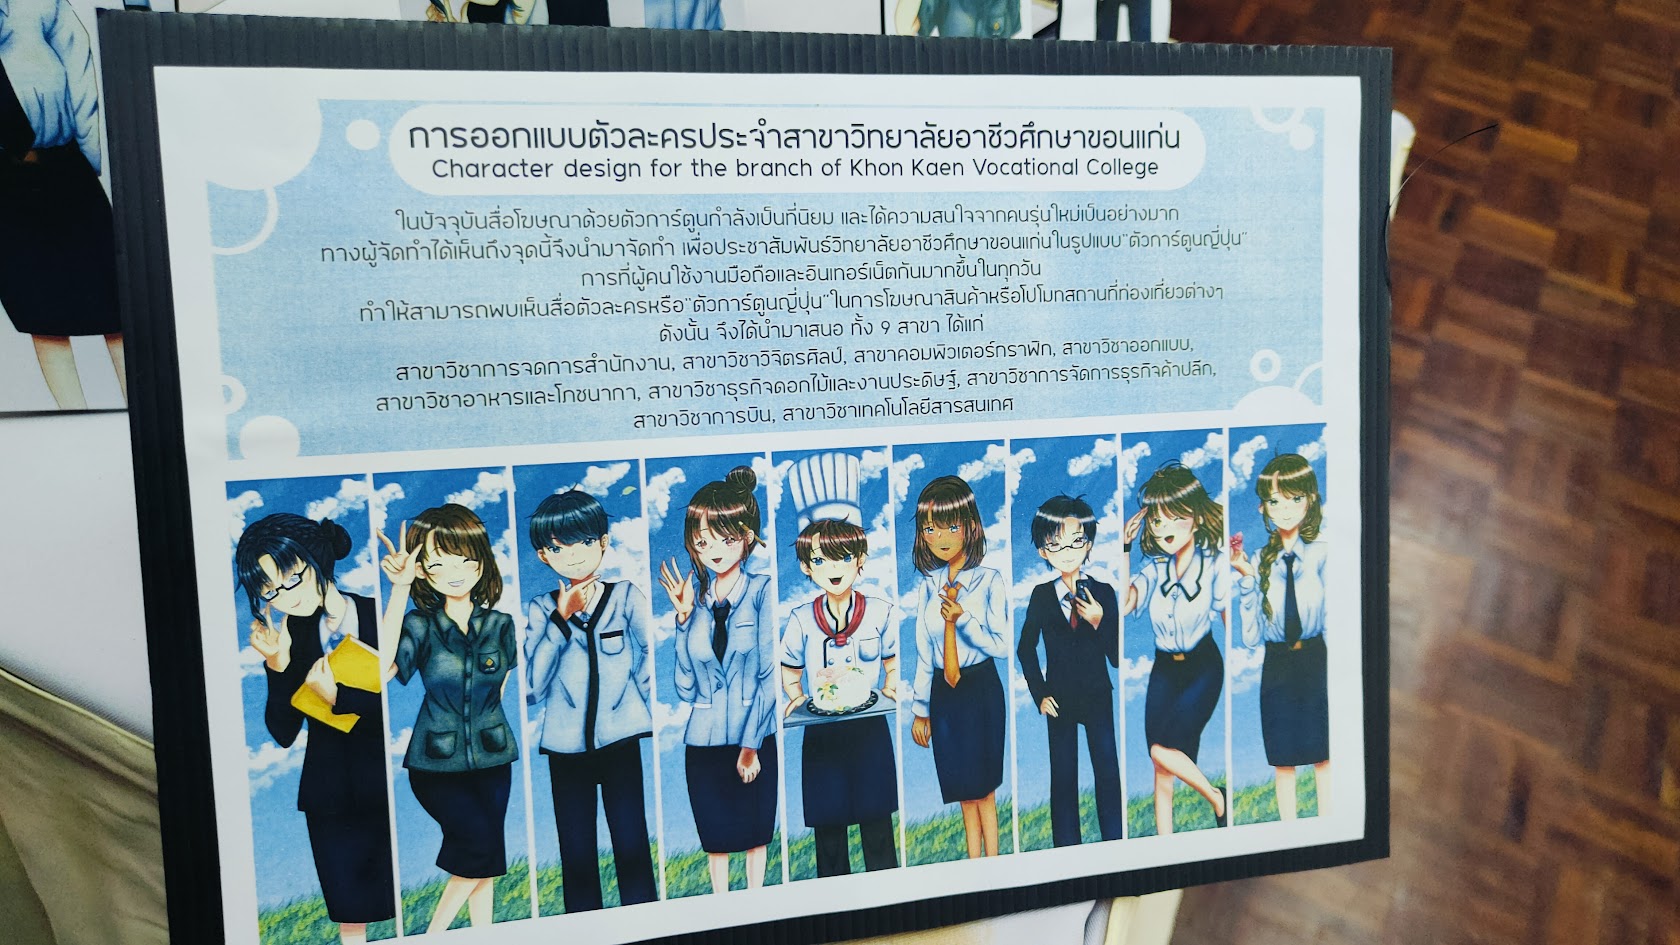 การออกแบบตัวละครประจำสาขาวิทยาลัยอาชีวศึกษาขอนแก่น
Character design for the branch of Khon Kaen Vocational College
ในปัจจุบันสื่อโฆษณาด้วยตัวการ์ตูนกำลังเป็นที่นิยม และได้ความสนใจจากคนรุ่นใหม่เป็นอย่างมาก
ทางผู้จัดทำได้เห็นถึงจุดนี้จึงนำมาจัดทำ เพื่อประชาสัมพันธ์วิทยาลัยอาชีวศึกษาขอนแก่นในรูปแบบ"ตัวการ์ตูนญี่ปุ่น"
การที่ผู้คนใช้งานมือถือและอินเทอร์เน็ตกันมากขึ้นในทุกวัน
ทำให้สามารถพบเห็นสื่อตัวละครหรือ"ตัวการ์ตูนญี่ปุ่น"ในการโฆษณาสินค้าหรือโปโมทสถานที่ท่องเที่ยวต่างๆ
ดังนั้น จึงได้นำมาเสนอ ทั้ง 9 สาขา ได้แก่
สาขาวิชาการจดการสำนักงาน, สาขาวิชาวิจิตรศิลป์, สาขาคอมพิวเตอร์กราฟิก, สาขาวิชาออกแบบ,
สาขาวิชาอาหารและโภชนากา, สาขาวิชาธุรกิจดอกไม้และงานประดิษฐ์, สาขาวิชาการจัดการธุรกิจค้าปลีก,
สาขาวิชาการบิน, สาขาวิชาเทคโนโลยีสารสนเทศ